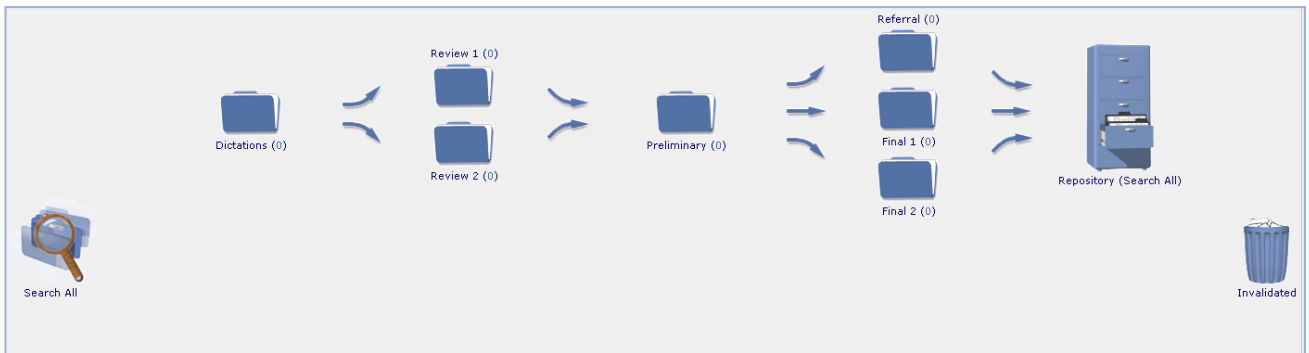 Referral (0)
Review 1 (0)
Dictations (0)
Preliminary (0)
Final 1 (0)
Review 2 (0)
Repository (Search All)
Final 2 (0)
Search All
Invalidated